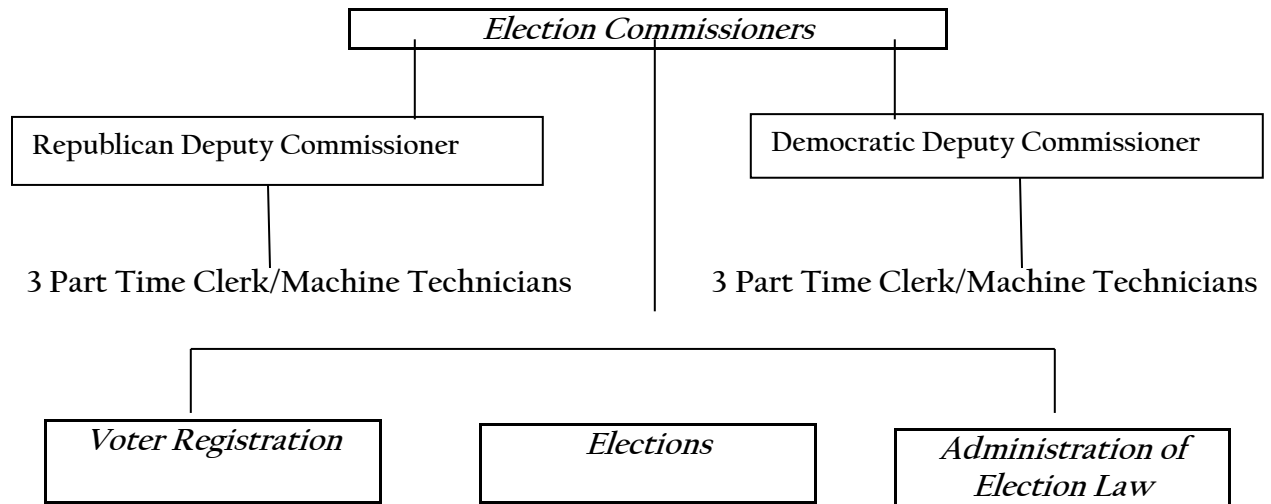 Election Commissioners
Republican Deputy Commissioner
Democratic Deputy Commissioner
3 Part Time Clerk/Machine Technicians
3 Part Time Clerk/Machine Technicians
Voter Registration
Elections
Administration of
Election Law